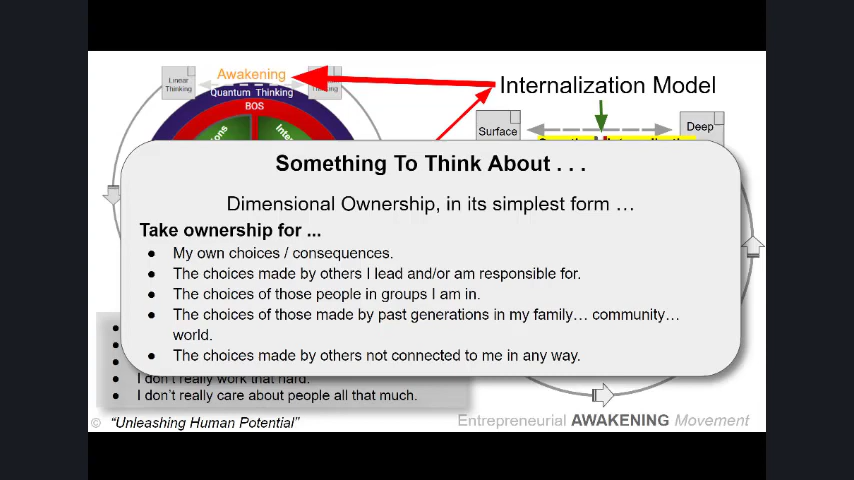 Awakening
Linear
Thinking
Thinking
Quantum Thinking
BOS
Internalization Model
Surface
Deep
Something To Think About . . .
Dimensional Ownership, in its simplest form …
Take ownership for ...
● My own choices / consequences.
● The choices made by others I lead and/or am responsible for.
● The choices of those people in groups I am in.
● The choices of those made by past generations in my family… community…
world.
● The choices made by others not connected to me in any way.
● I don't really work that hard.
● I don't really care about people all that much.
© "Unleashing Human Potential"
Entrepreneurial AWAKENING Movement